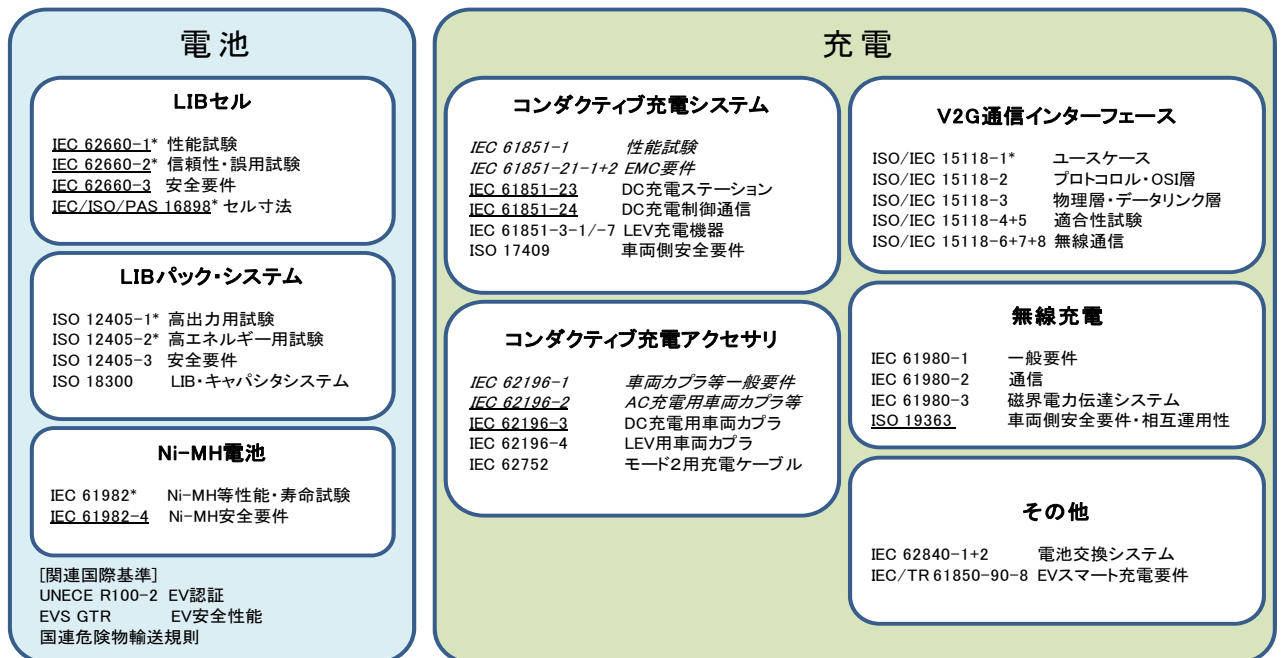 電池
LIBセル
IEC 62660-1* 性能試験
IEC 62660-2* 信頼性・誤用試験
IEC 62660-3 安全要件
IEC/ISO/PAS 16898* セル寸法
LIBパック・システム
ISO 12405-1* 高出力用試験
ISO 12405-2* 高エネルギー用試験
ISO 12405-3 安全要件
ISO 18300 LIB・キャパシタシステム
Ni-MH電池
IEC 61982* Ni-MH等性能・寿命試験
IEC 61982-4 Ni-MH安全要件
[関連国際基準]
UNECE R100-2 EV認証
EVS GTR EV安全性能
国連危険物輸送規則
充電
コンダクティブ充電システム
IEC 61851-1 性能試験
IEC 61851-21-1+2 EMC要件
IEC 61851-23 DC充電ステーション
IEC 61851-24 DC充電制御通信
IEC 61851-3-1/-7 LEV充電機器
ISO 17409 車両側安全要件
コンダクティブ充電アクセサリ
IEC 62196-1 車両カプラ等一般要件
IEC 62196-2 AC充電用車両カプラ等
IEC 62196-3 DC充電用車両カプラ
IEC 62196-4 LEV用車両カプラ
IEC 62752 モード2用充電ケーブル
V2G通信インターフェース
ISO/IEC 15118-1* ユースケース
ISO/IEC 15118-2 プロトコロル・OSI層
ISO/IEC 15118-3 物理層・データリンク層
ISO/IEC 15118-4+5 適合性試験
ISO/IEC 15118-6+7+8 無線通信
無線充電
IEC 61980-1 一般要件
IEC 61980-2 通信
IEC 61980-3 磁界電力伝達システム
ISO 19363 車両側安全要件・相互運用性
その他
IEC 62840-1+2 電池交換システム
IEC/TR 61850-90-8 EVスマート充電要件